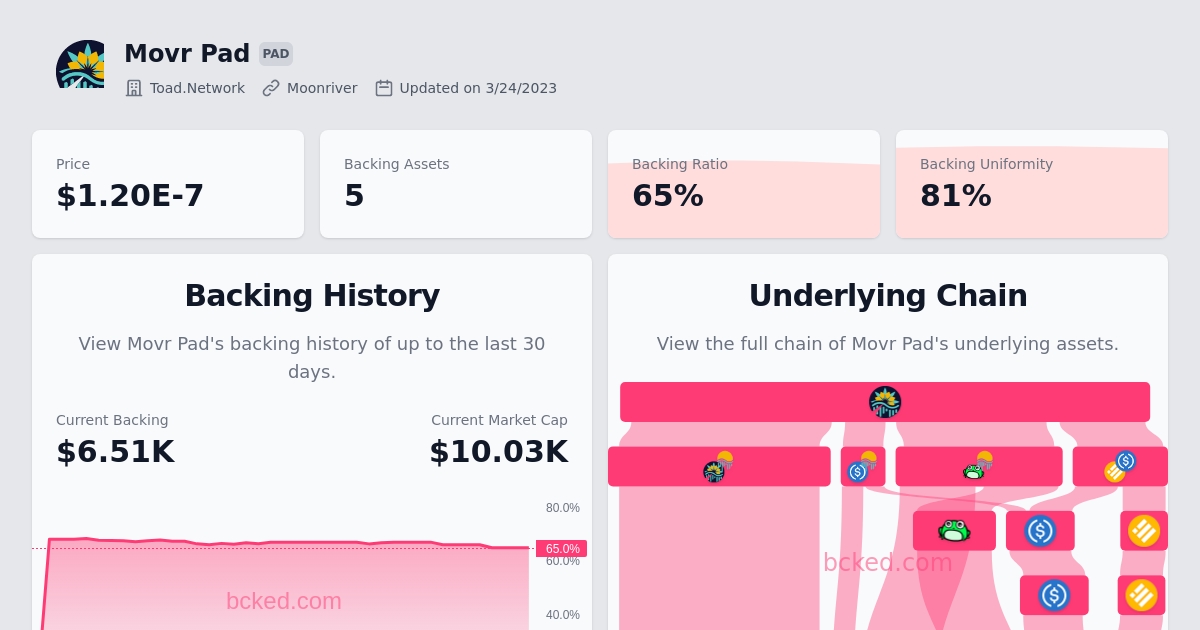 Movr Pad PAD
Toad.Network Moonriver Updated on 3/24/2023
Price
$1.20E-7
Backing Assets
5
Backing Ratio
65%
Backing Uniformity
81%
Backing History
View Movr Pad's backing history of up to the last 30
days.
Current Backing
$6.51K
Current Market Cap
$10.03K
80.0%
65.0%
60.0%
40.0%
bcked.com
Underlying Chain
View the full chain of Movr Pad's underlying assets.
bcked.com